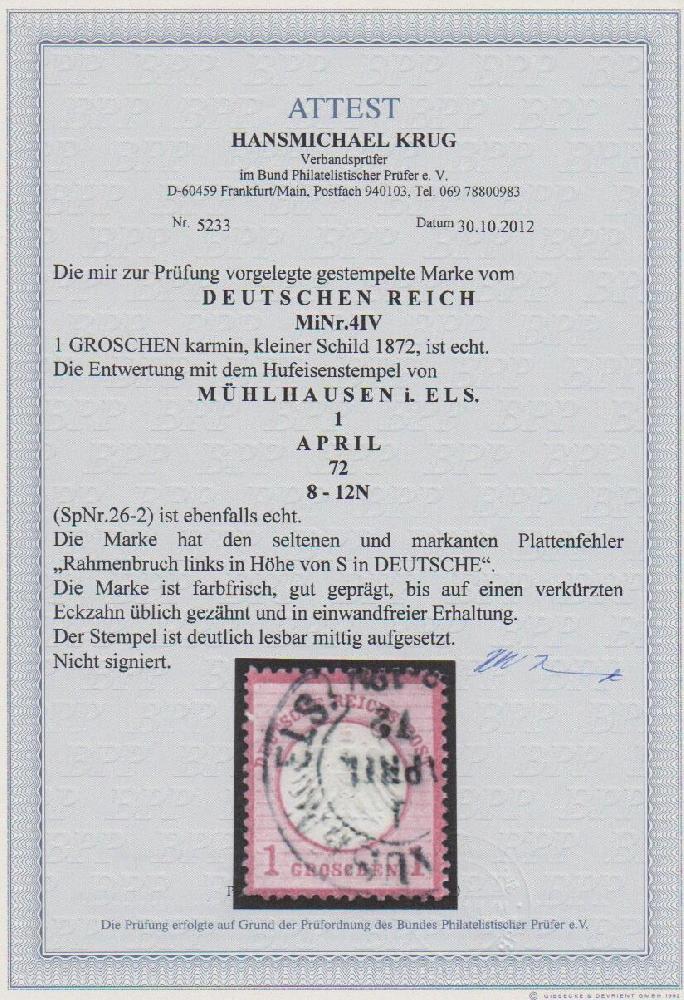 ATTEST
HANSMICHAEL KRUG
Verbandsprüfer
im Bund Philatelistischer Prüfer e. V.
D-60459 Frankfurt/Main, Postfach 940103, Tel. 069 78800983
Nr. 5233 Datum 30.10.2012
Die mir zur Prüfung vorgelegte gestempelte Marke vom
DEUTSCHEN REICH
MiNr.4IV
1 GROSCHEN karmin, kleiner Schild 1872, ist echt.
Die Entwertung mit dem Hufeisenstempel von
MÜHLHAUSEN i. ELS.
1
APRIL
72
8 - 12N
(SpNr.26-2) ist ebenfalls echt.
Die Marke hat den seltenen und markanten Plattenfehler
„Rahmenbruch links in Höhe von S in DEUTSCHE“.
Die Marke ist farbfrisch, gut geprägt, bis auf einen verkürzten
Eckzahn üblich gezähnt und in einwandfreier Erhaltung.
Der Stempel ist deutlich lesbar mittig aufgesetzt.
Nicht signiert.
ELS.
APRIL
1 GROSCHEN 1
Die Prüfung erfolgte auf Grund der Prüfordnung des Bundes Philatelistischer Prüfer e.V.
© GIESECKE & DEVRIENT GMBH